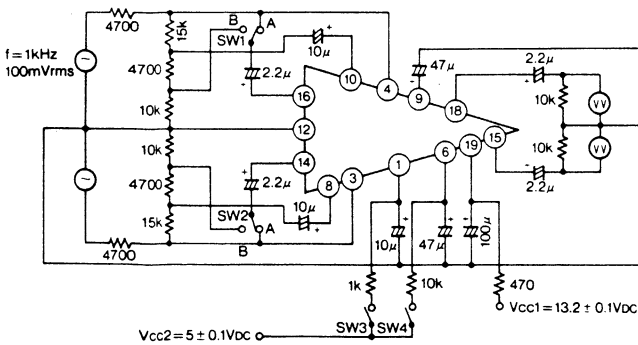 4700
15k
B
A
SW1
10μ
f = 1kHz
100mVrms
4700
2.2μ
+
10k
47μ
2.2μ
10
4
9
18
16
10k
VV
12
15
10k
6
19
10k
VV
14
1
2.2μ
8
3
4700
2.2μ
10μ
SW2
A
15k
B
4700
10μ
47μ
100μ
1k
10k
470
VCC1 = 13.2 ± 0.1VDC
SW3
SW4
VCC2 = 5 ± 0.1VDC